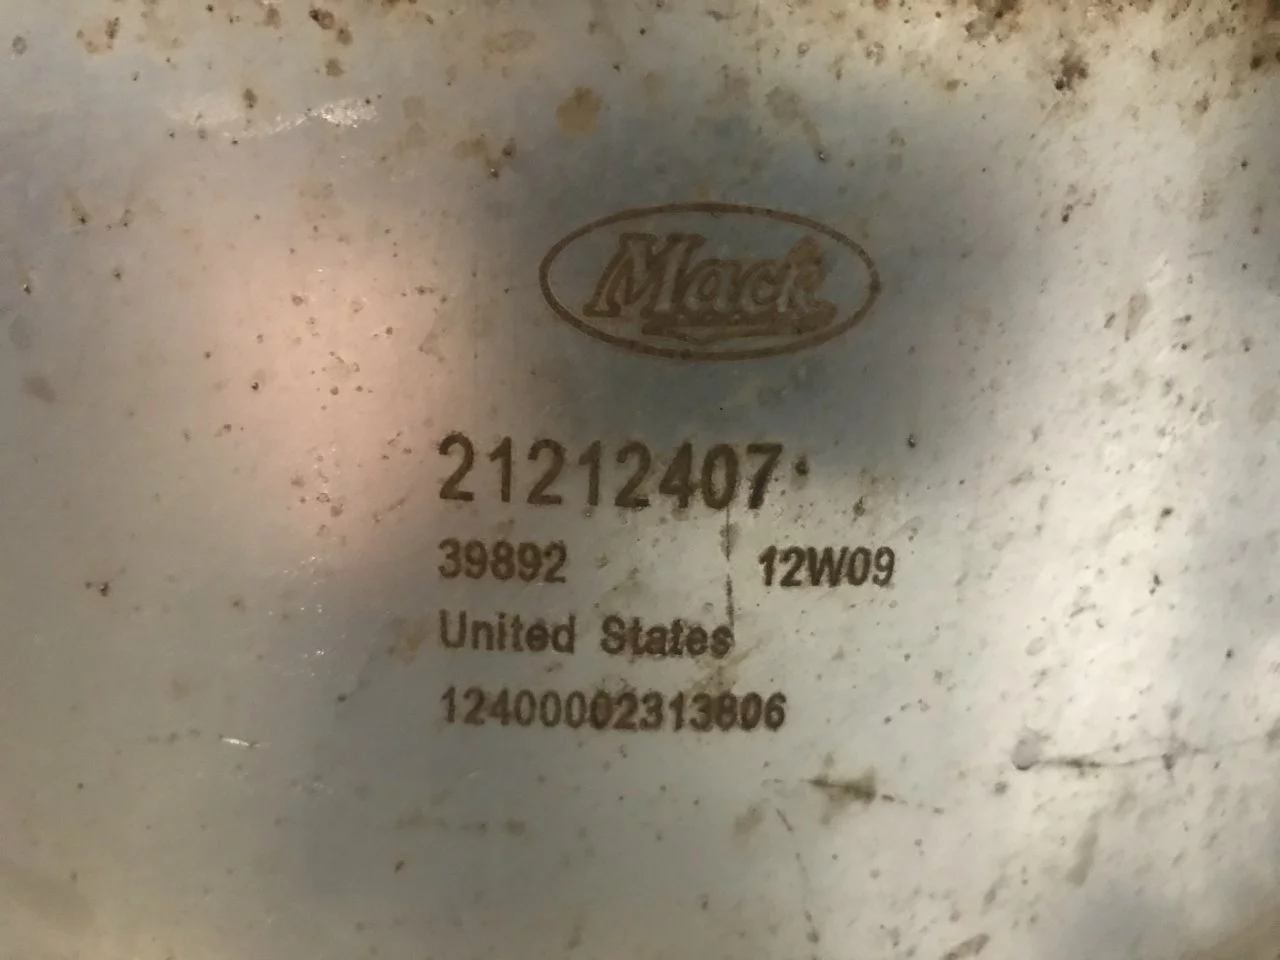 Mack
21212407
39892 12W09
United States
12400002313806